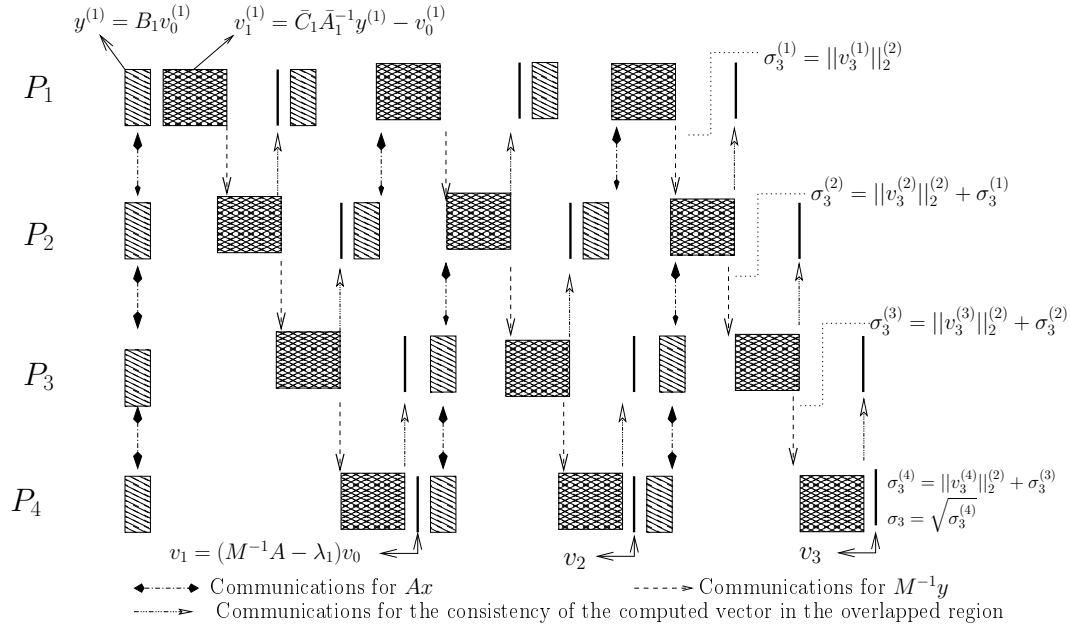 y^{(1)} = B_1 v_0^{(1)}
v_1^{(1)} = \bar{C}_1 \bar{A}_1^{-1} y^{(1)} − v_0^{(1)}
σ_3^{(1)} = ||v_3^{(1)}||_2^{(2)}
P_1
σ_3^{(2)} = ||v_3^{(2)}||_2^{(2)} + σ_3^{(1)}
P_2
σ_3^{(3)} = ||v_3^{(3)}||_2^{(2)} + σ_3^{(2)}
P_3
σ_3^{(4)} = ||v_3^{(4)}||_2^{(2)} + σ_3^{(3)}
P_4
σ_3 = \sqrt{σ_3^{(4)}}
v_1 = (M^{-1}A − λ_1)v_0
v_2
v_3
Communications for Ax
Communications for M^{-1}y
Communications for the consistency of the computed vector in the overlapped region